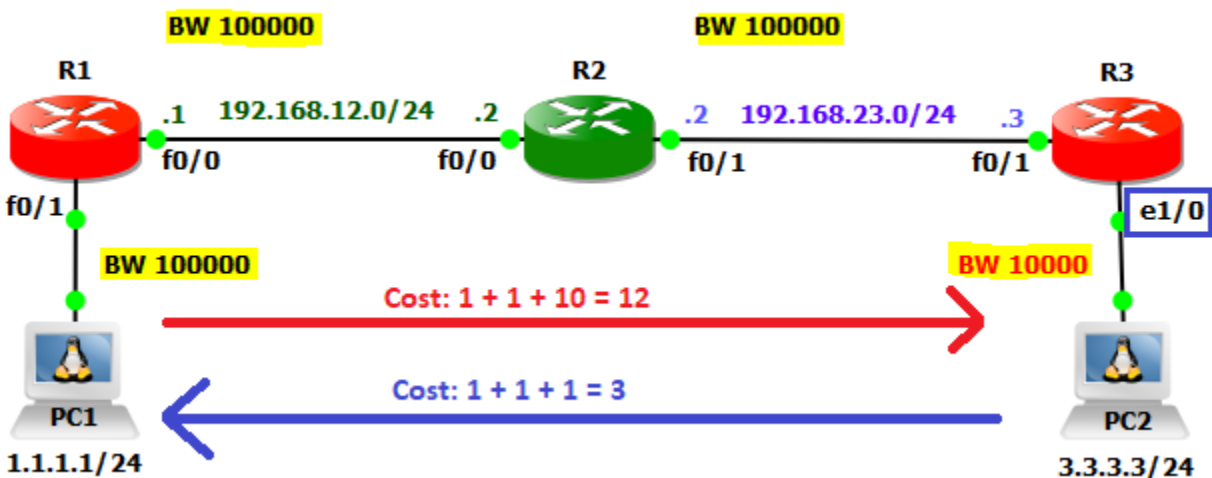 BW 100000
BW 100000
R1
R2
R3
.1
192.168.12.0/24
.2
.2
192.168.23.0/24
.3
f0/0
f0/0
f0/1
f0/1
f0/1
e1/0
BW 100000
BW 10000
Cost: 1 + 1 + 10 = 12
Cost: 1 + 1 + 1 = 3
PC1
PC2
1.1.1.1/24
3.3.3.3/24